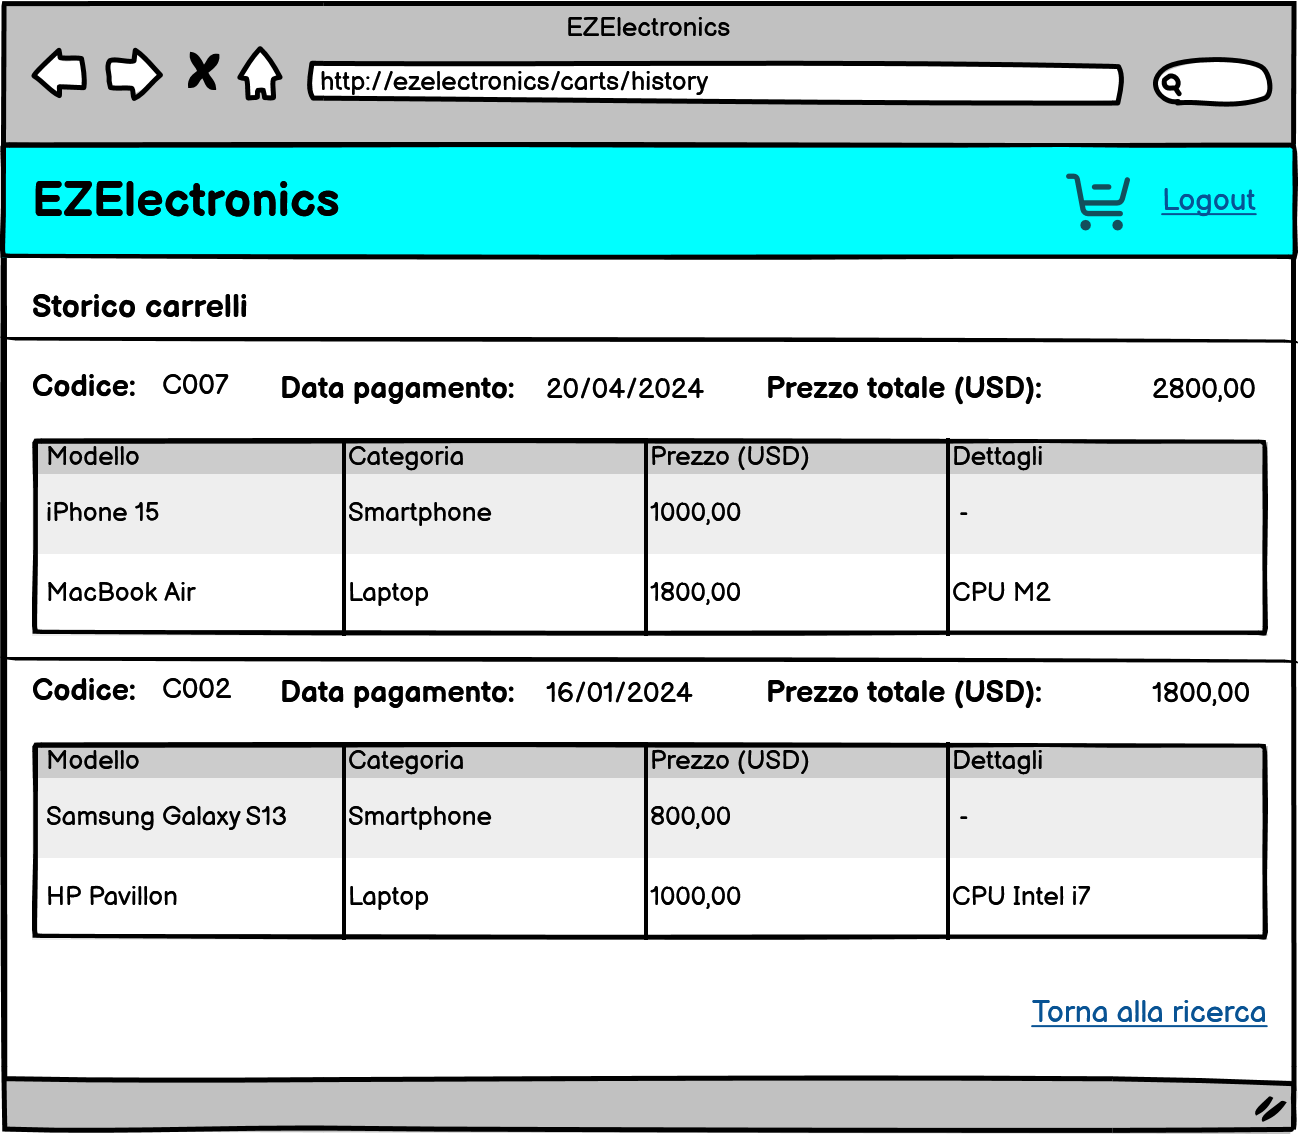 EZElectronics
http://ezelectronics/carts/history
EZElectronics
Logout
Storico carrelli
Codice: C007 Data pagamento: 20/04/2024 Prezzo totale (USD): 2800,00
Modello Categoria Prezzo (USD) Dettagli
iPhone 15 Smartphone 1000,00 -
MacBook Air Laptop 1800,00 CPU M2
Codice: C002 Data pagamento: 16/01/2024 Prezzo totale (USD): 1800,00
Modello Categoria Prezzo (USD) Dettagli
Samsung Galaxy S13 Smartphone 800,00 -
HP Pavillon Laptop 1000,00 CPU Intel i7
Torna alla ricerca